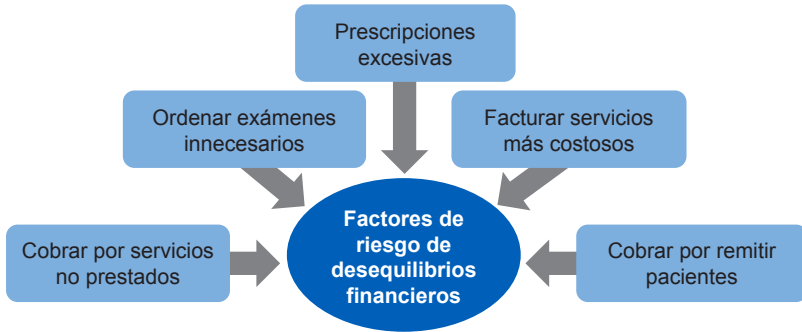 Prescripciones
excesivas
Ordenar exámenes
innecesarios
Facturar servicios
más costosos
Cobrar por servicios
no prestados
Factores de
riesgo de
desequilibrios
financieros
Cobrar por remitir
pacientes